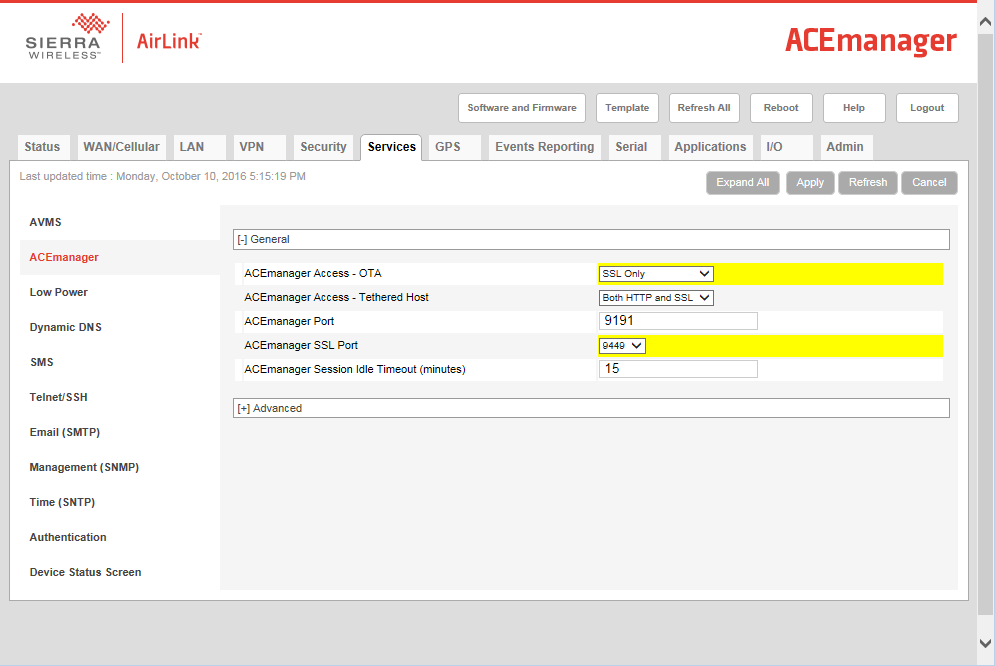 SIERRA
WIRELESS™
AirLink™
ACEmanager
Software and Firmware Template Refresh All Reboot Help Logout
Status WAN/Cellular LAN VPN Security Services GPS Events Reporting Serial Applications I/O Admin
Last updated time : Monday, October 10, 2016 5:15:19 PM
Expand All Apply Refresh Cancel
AVMS
ACEmanager
Low Power
Dynamic DNS
SMS
Telnet/SSH
Email (SMTP)
Management (SNMP)
Time (SNTP)
Authentication
Device Status Screen
[-] General
ACEmanager Access - OTA SSL Only
ACEmanager Access - Tethered Host Both HTTP and SSL
ACEmanager Port 9191
ACEmanager SSL Port 9449
ACEmanager Session Idle Timeout (minutes) 15
[+] Advanced